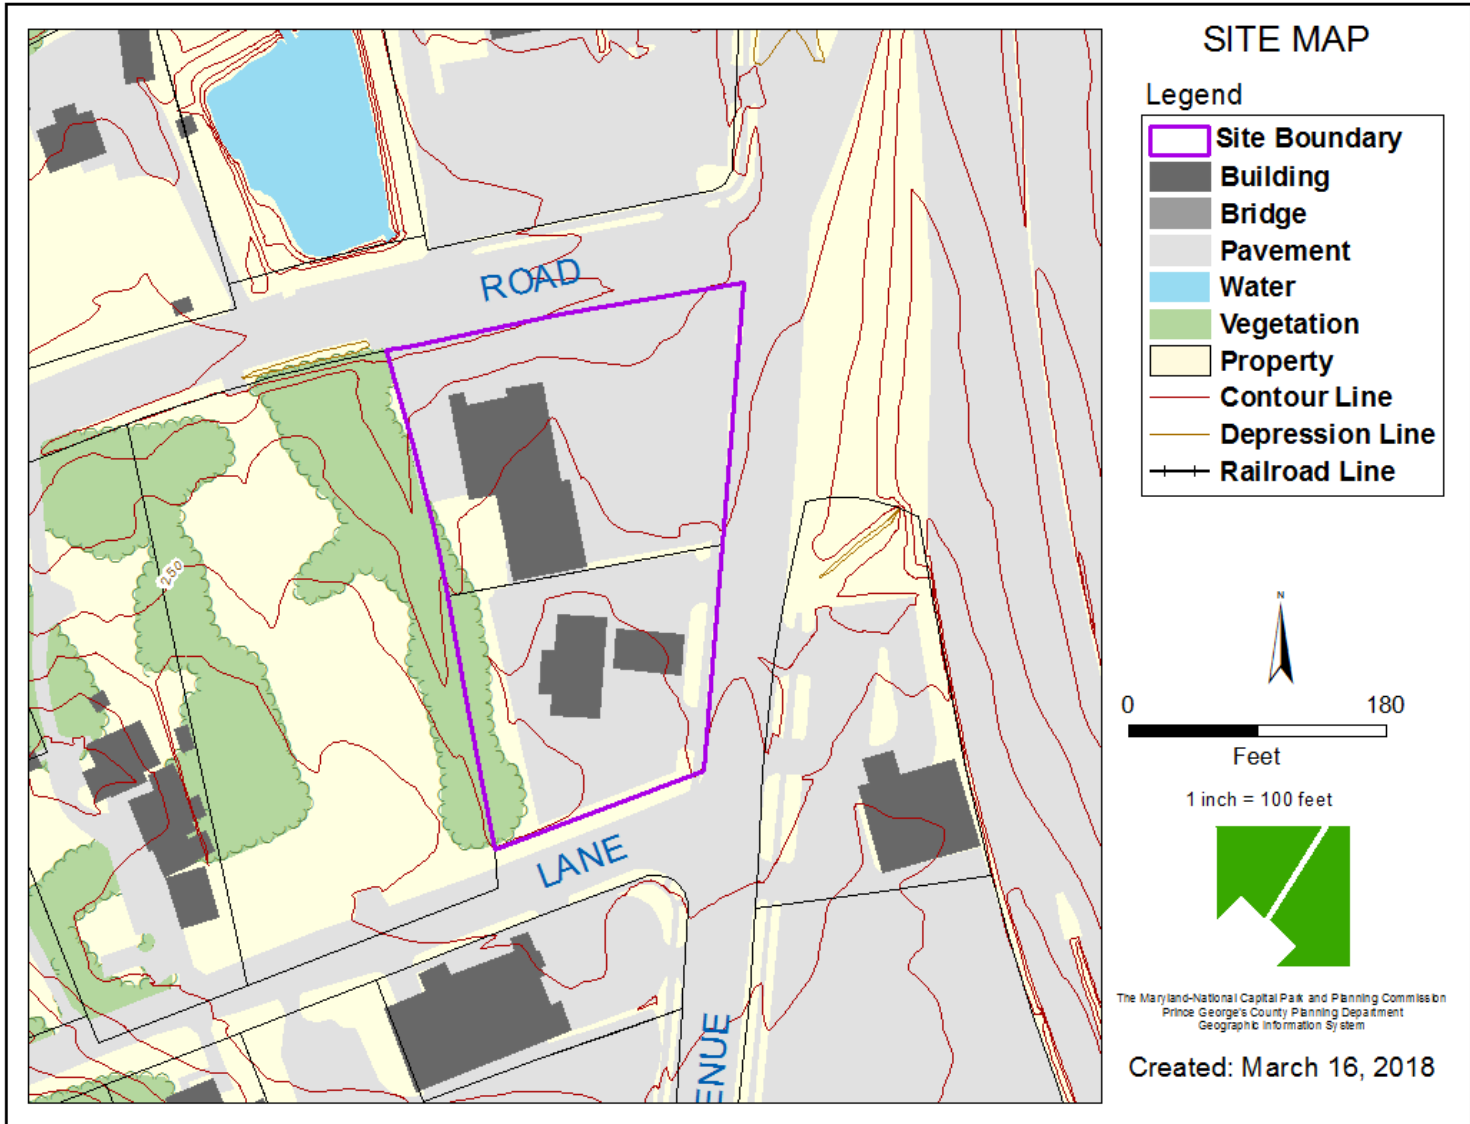 SITE MAP
Legend
Site Boundary
Building
Bridge
Pavement
Water
Vegetation
Property
Contour Line
Depression Line
Railroad Line
ROAD
250
LANE
ENUE
N
0 180
Feet
1 inch = 100 feet
The Maryland-National Capital Park and Planning Commission
Prince George's County Planning Department
Geographic Information System
Created: March 16, 2018